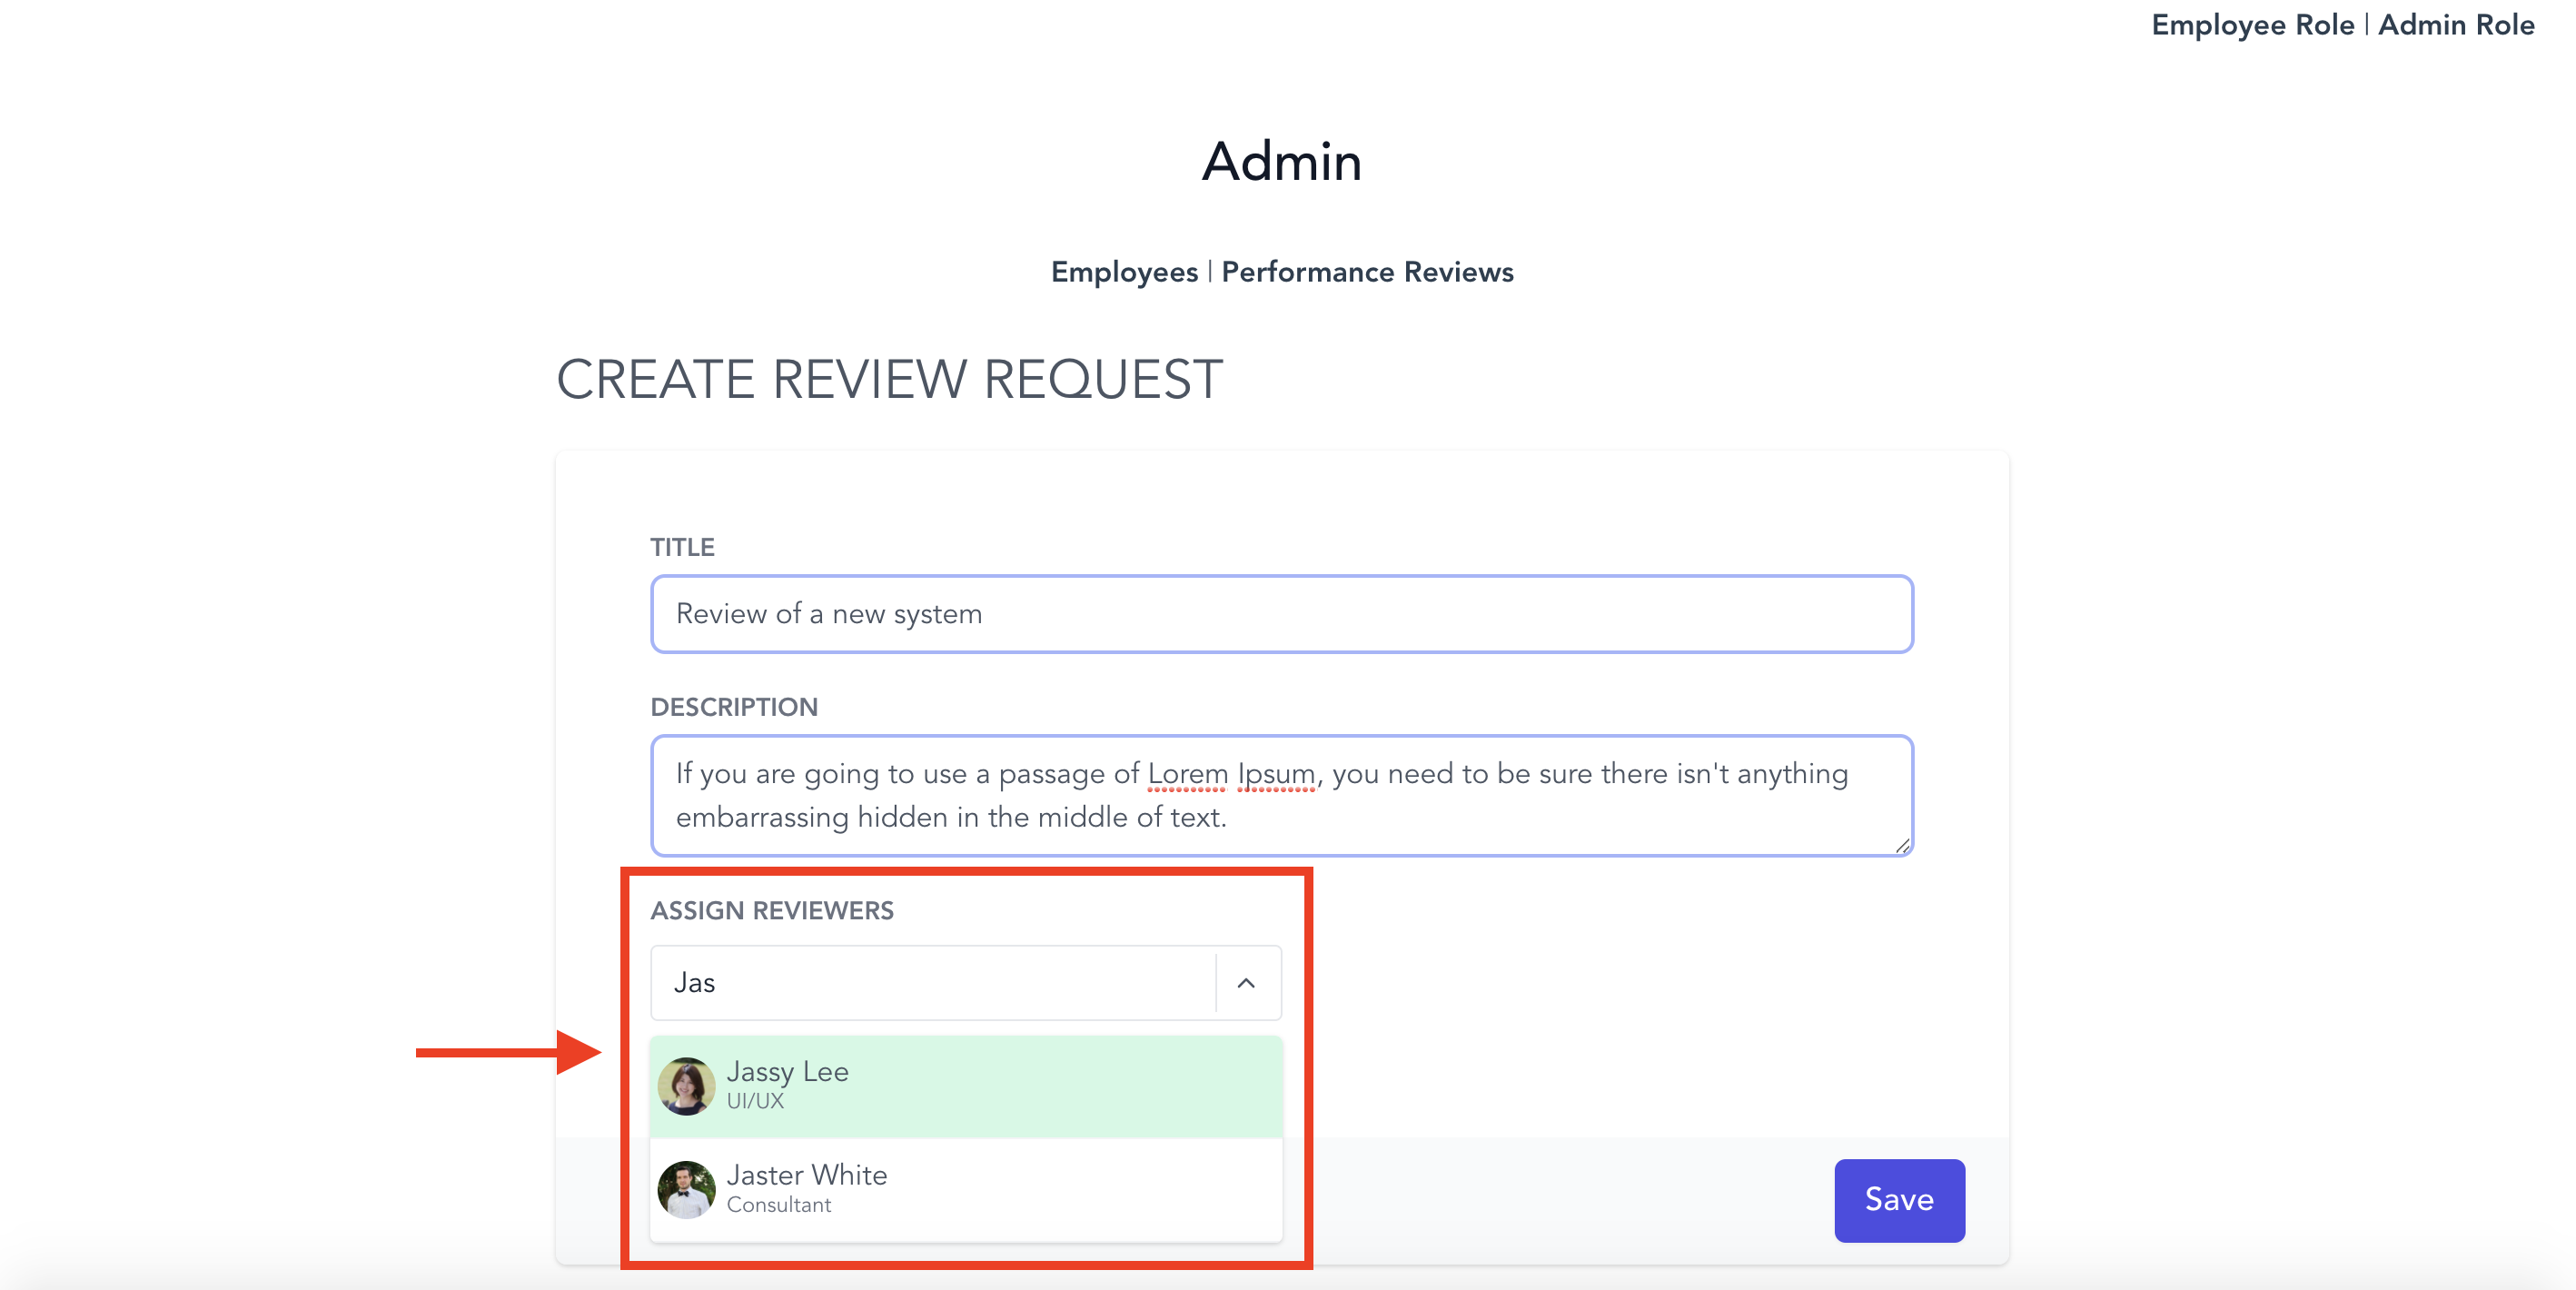 Employee Role | Admin Role
Admin
Employees | Performance Reviews
CREATE REVIEW REQUEST
TITLE
Review of a new system
DESCRIPTION
If you are going to use a passage of Lorem Ipsum, you need to be sure there isn't anything
embarrassing hidden in the middle of text.
ASSIGN REVIEWERS
Jas
Jassy Lee
UI/UX
Jaster White
Consultant
Save